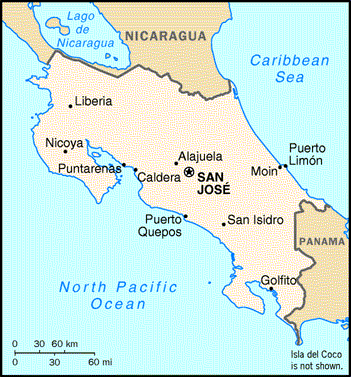 Lago de
Nicaragua
NICARAGUA
Caribbean
Sea
Liberia
Nicoya
Puntarenas
Caldera
Alajuela
SAN
JOSÉ
Moin
Puerto
Limón
Puerto
Quepos
San Isidro
PANAMA
Golfito
North Pacific
Ocean
0 30 60 km
0 30 60 mi
Isla del Coco
is not shown.